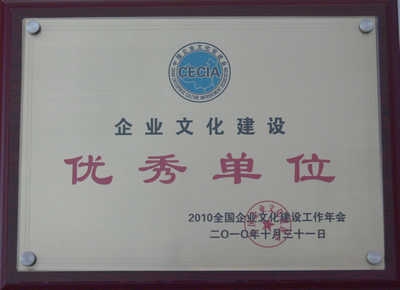 CECIA
企业文化建设
优秀单位
2010全国企业文化建设工作年会
二〇一〇年十月三十一日